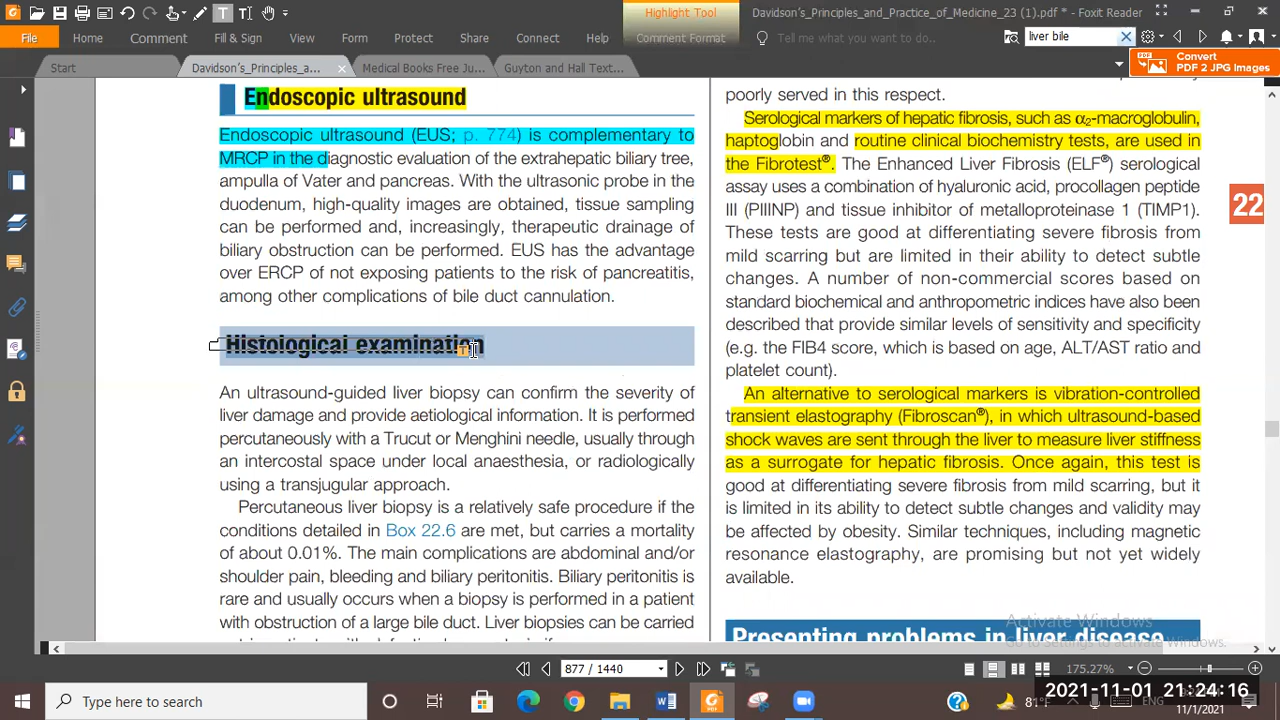 Highlight Tool
Davidson's_Principles_and_Practice_of_Medicine_23 (1).pdf * - Foxit Reader
File
Home
Comment
Fill & Sign
View
Form
Protect
Share
Connect
Help
Comment Format
Tell me what you want to do...
liver bile
Start
Davidson's_Principles_a...
Medical Books Free Ju...
Guyton and Hall Text...
Convert
PDF 2 JPG Images
Endoscopic ultrasound
Endoscopic ultrasound (EUS; p. 774) is complementary to
MRCP in the diagnostic evaluation of the extrahepatic biliary tree,
ampulla of Vater and pancreas. With the ultrasonic probe in the
duodenum, high-quality images are obtained, tissue sampling
can be performed and, increasingly, therapeutic drainage of
biliary obstruction can be performed. EUS has the advantage
over ERCP of not exposing patients to the risk of pancreatitis,
among other complications of bile duct cannulation.
Histological examination
An ultrasound-guided liver biopsy can confirm the severity of
liver damage and provide aetiological information. It is performed
percutaneously with a Trucut or Menghini needle, usually through
an intercostal space under local anaesthesia, or radiologically
using a transjugular approach.
Percutaneous liver biopsy is a relatively safe procedure if the
conditions detailed in Box 22.6 are met, but carries a mortality
of about 0.01%. The main complications are abdominal and/or
shoulder pain, bleeding and biliary peritonitis. Biliary peritonitis is
rare and usually occurs when a biopsy is performed in a patient
with obstruction of a large bile duct. Liver biopsies can be carried
poorly served in this respect.
Serological markers of hepatic fibrosis, such as α2-macroglobulin,
haptoglobin and routine clinical biochemistry tests, are used in
the Fibrotest®. The Enhanced Liver Fibrosis (ELF®) serological
assay uses a combination of hyaluronic acid, procollagen peptide
III (PIIINP) and tissue inhibitor of metalloproteinase 1 (TIMP1).
These tests are good at differentiating severe fibrosis from
mild scarring but are limited in their ability to detect subtle
changes. A number of non-commercial scores based on
standard biochemical and anthropometric indices have also been
described that provide similar levels of sensitivity and specificity
(e.g. the FIB4 score, which is based on age, ALT/AST ratio and
platelet count).
An alternative to serological markers is vibration-controlled
transient elastography (Fibroscan®), in which ultrasound-based
shock waves are sent through the liver to measure liver stiffness
as a surrogate for hepatic fibrosis. Once again, this test is
good at differentiating severe fibrosis from mild scarring, but it
is limited in its ability to detect subtle changes and validity may
be affected by obesity. Similar techniques, including magnetic
resonance elastography, are promising but not yet widely
available.
Presenting problems in liver disease
22
Activate Windows
Go to Settings to activate Windows.
877 / 1440
175.27%
Type here to search
81°
ENG
2021-11-01 21:24:16
11/1/2021